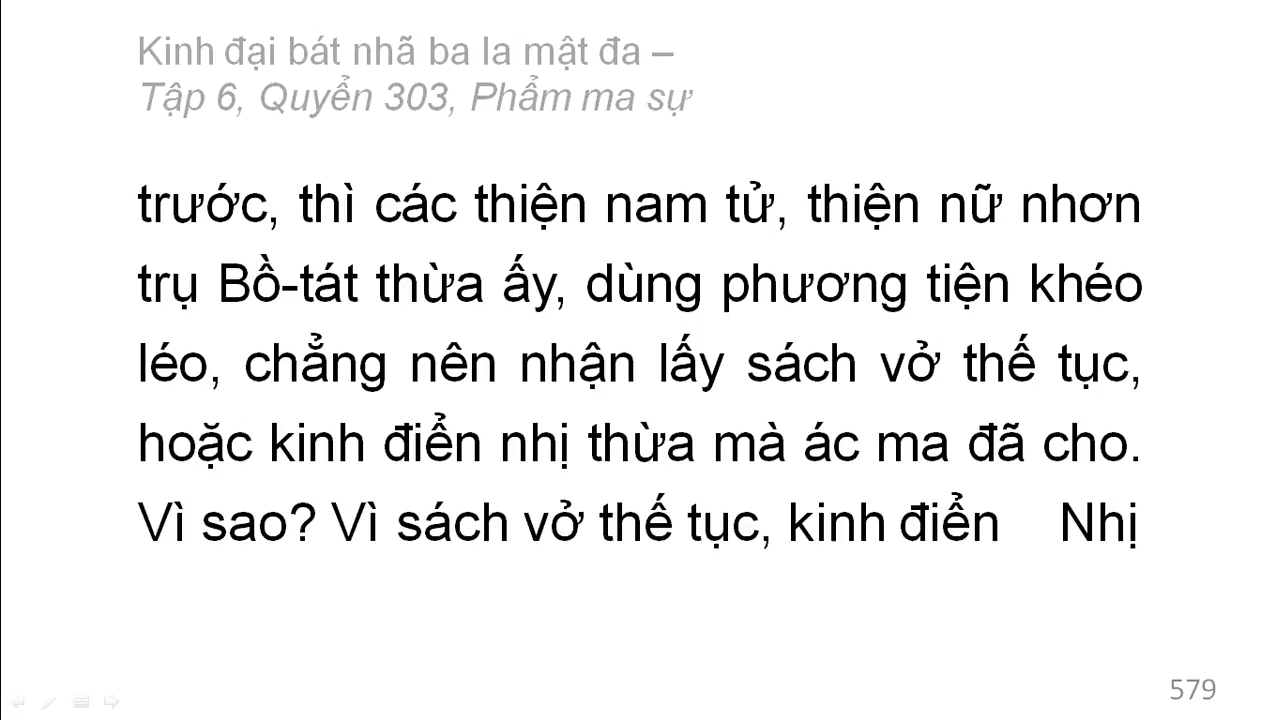 Kinh đại bát nhã ba la mật đa –
Tập 6, Quyển 303, Phẩm ma sự
trước, thì các thiện nam tử, thiện nữ nhơn
trụ Bồ-tát thừa ấy, dùng phương tiện khéo
léo, chẳng nên nhận lấy sách vở thế tục,
hoặc kinh điển nhị thừa mà ác ma đã cho.
Vì sao? Vì sách vở thế tục, kinh điển Nhị
579